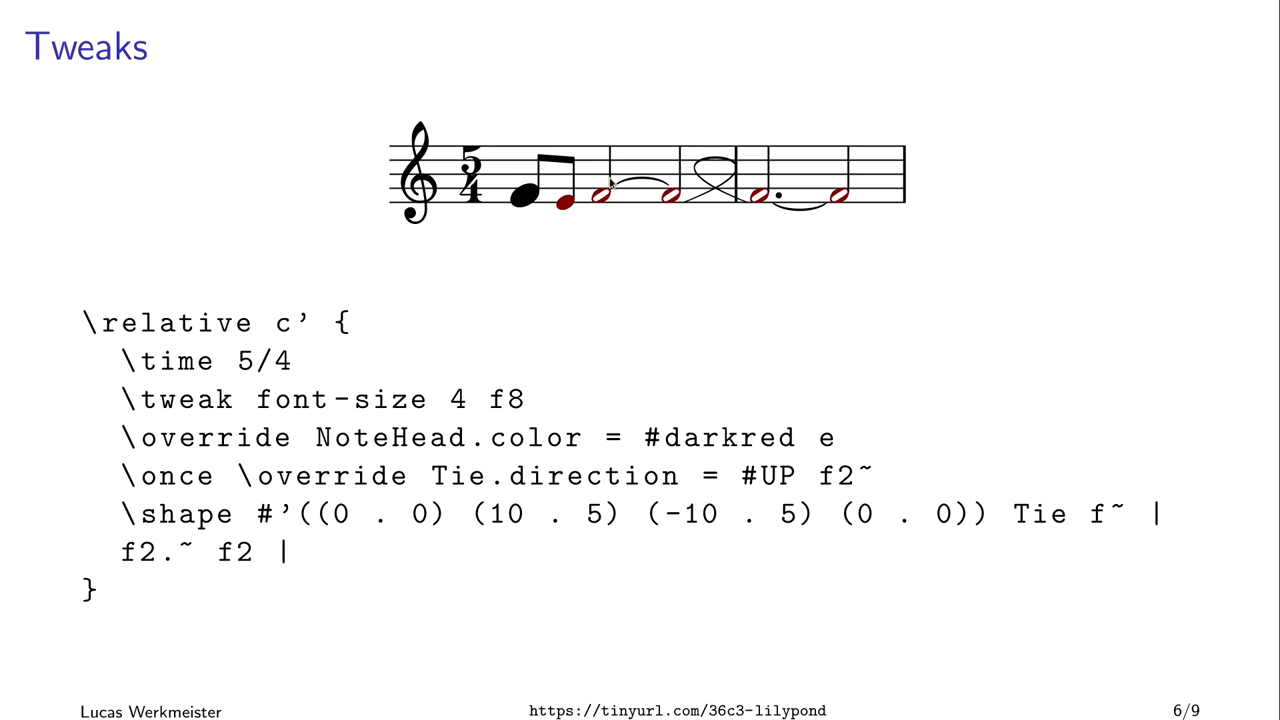 Tweaks
5
4
\relative c' {
\time 5/4
\tweak font-size 4 f8
\override NoteHead.color = #darkred e
\once \override Tie.direction = #UP f2~
\shape #'((0 . 0) (10 . 5) (-10 . 5) (0 . 0)) Tie f~ |
f2.~ f2 |
}
Lucas Werkmeister https://tinyurl.com/36c3-lilypond 6/9